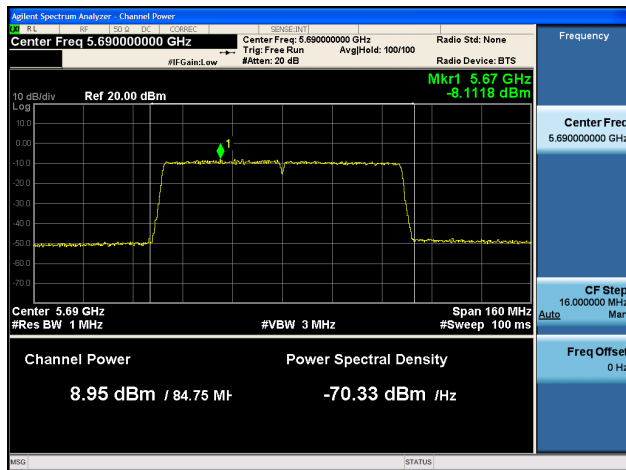 Agilent Spectrum Analyzer - Channel Power
RL RF 50 Ω DC CORREC SENSE:INT
Center Freq 5.690000000 GHz
Center Freq: 5.690000000 GHz
Radio Std: None
Trig: Free Run Avg|Hold: 100/100
#IFGain:Low
#Atten: 20 dB
Radio Device: BTS
Mkr1 5.67 GHz
-8.1118 dBm
10 dB/div Ref 20.00 dBm
Log
10.0
0.00
-10.0
-20.0
-30.0
-40.0
-50.0
-60.0
-70.0
1
Center 5.69 GHz
Span 160 MHz
#Res BW 1 MHz
#VBW 3 MHz
#Sweep 100 ms
Channel Power
Power Spectral Density
8.95 dBm / 84.75 MH
-70.33 dBm /Hz
MSG
STATUS
Frequency
Center Freq
5.690000000 GHz
CF Step
16.000000 MHz
Auto Man
Freq Offset
0 Hz